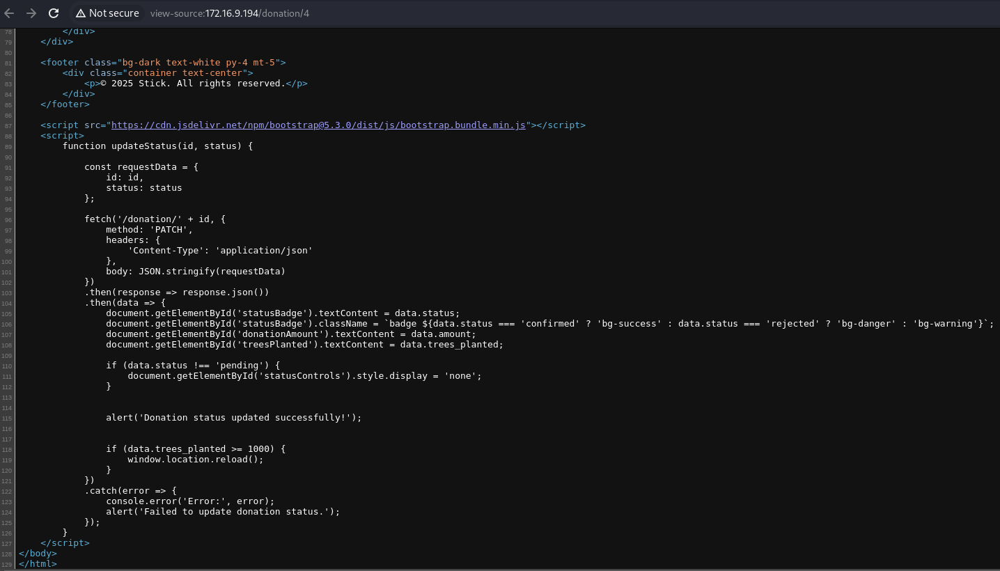 Not secure view-source:172.16.9.194/donation/4
78 </div>
79 </div>
80
81 <footer class="bg-dark text-white py-4 mt-5">
82 <div class="container text-center">
83 <p>© 2025 Stick. All rights reserved.</p>
84 </div>
85 </footer>
86
87 <script src="https://cdn.jsdelivr.net/npm/bootstrap@5.3.0/dist/js/bootstrap.bundle.min.js"></script>
88 <script>
89 function updateStatus(id, status) {
90
91 const requestData = {
92 id: id,
93 status: status
94 };
95
96 fetch('/donation/' + id, {
97 method: 'PATCH',
98 headers: {
99 'Content-Type': 'application/json'
100 },
101 body: JSON.stringify(requestData)
102 })
103 .then(response => response.json())
104 .then(data => {
105 document.getElementById('statusBadge').textContent = data.status;
106 document.getElementById('statusBadge').className = `badge ${data.status === 'confirmed' ? 'bg-success' : data.status === 'rejected' ? 'bg-danger' : 'bg-warning'}`;
107 document.getElementById('donationAmount').textContent = data.amount;
108 document.getElementById('treesPlanted').textContent = data.trees_planted;
109
110 if (data.status !== 'pending') {
111 document.getElementById('statusControls').style.display = 'none';
112 }
113
114
115 alert('Donation status updated successfully!');
116
117
118 if (data.trees_planted >= 1000) {
119 window.location.reload();
120 }
121 })
122 .catch(error => {
123 console.error('Error:', error);
124 alert('Failed to update donation status.');
125 });
126 }
127 </script>
128 </body>
129 </html>